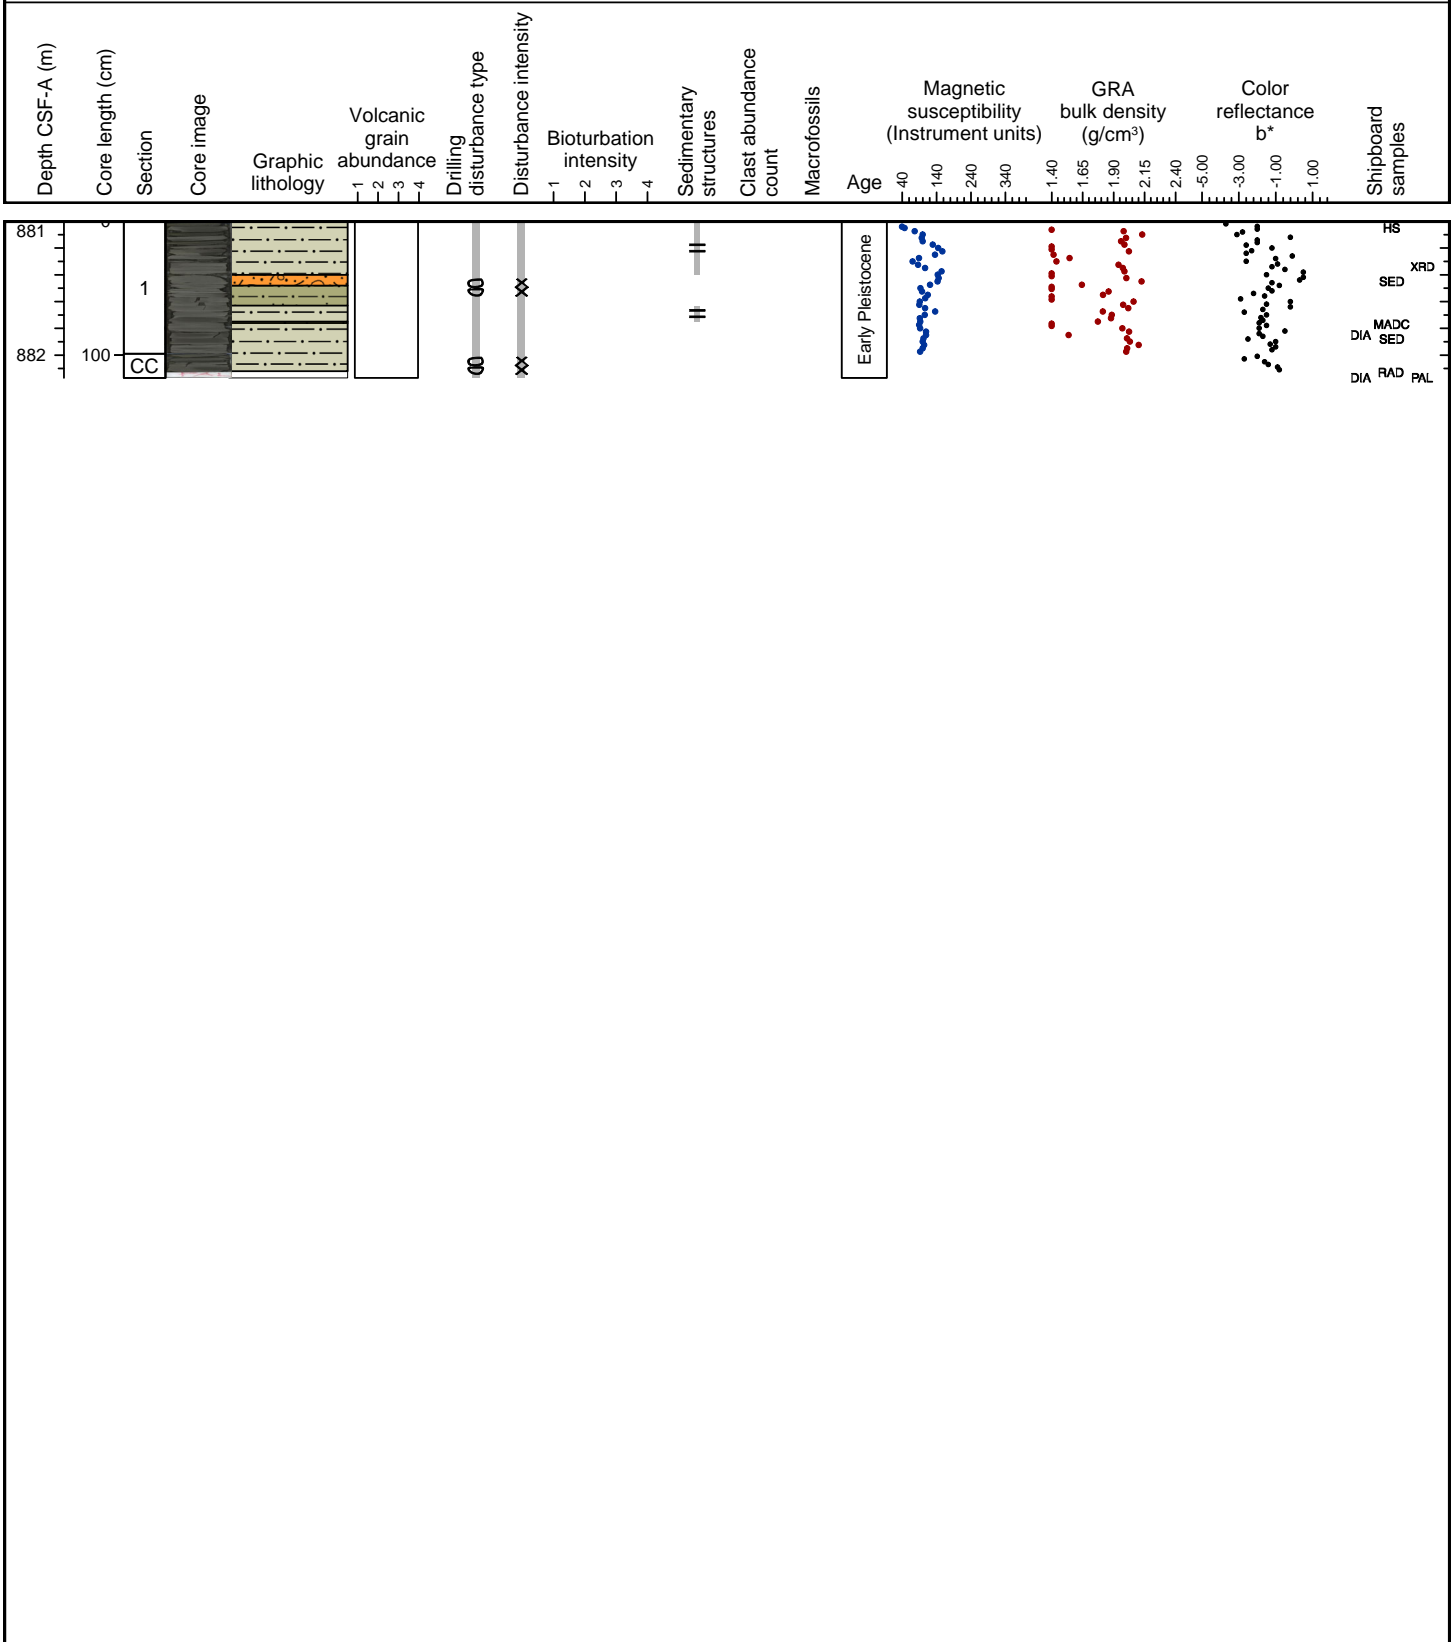 Depth CSF-A (m)
Core length (cm)
Section
Core image
Graphic
lithology
Volcanic
grain
abundance
1 2 3 4
Drilling
disturbance type
Disturbance intensity
Bioturbation
intensity
1 2 3 4
Sedimentary
structures
Clast abundance
count
Macrofossils
Age
Magnetic
susceptibility
(Instrument units)
40 140 240 340
GRA
bulk density
(g/cm³)
1.40 1.65 1.90 2.15 2.40
Color
reflectance
b*
-5.00 -3.00 -1.00 1.00
Shipboard
samples
881
882
0
100
1
CC
Early Pleistocene
HS
XRD
SED
MADC
DIA SED
DIA RAD PAL